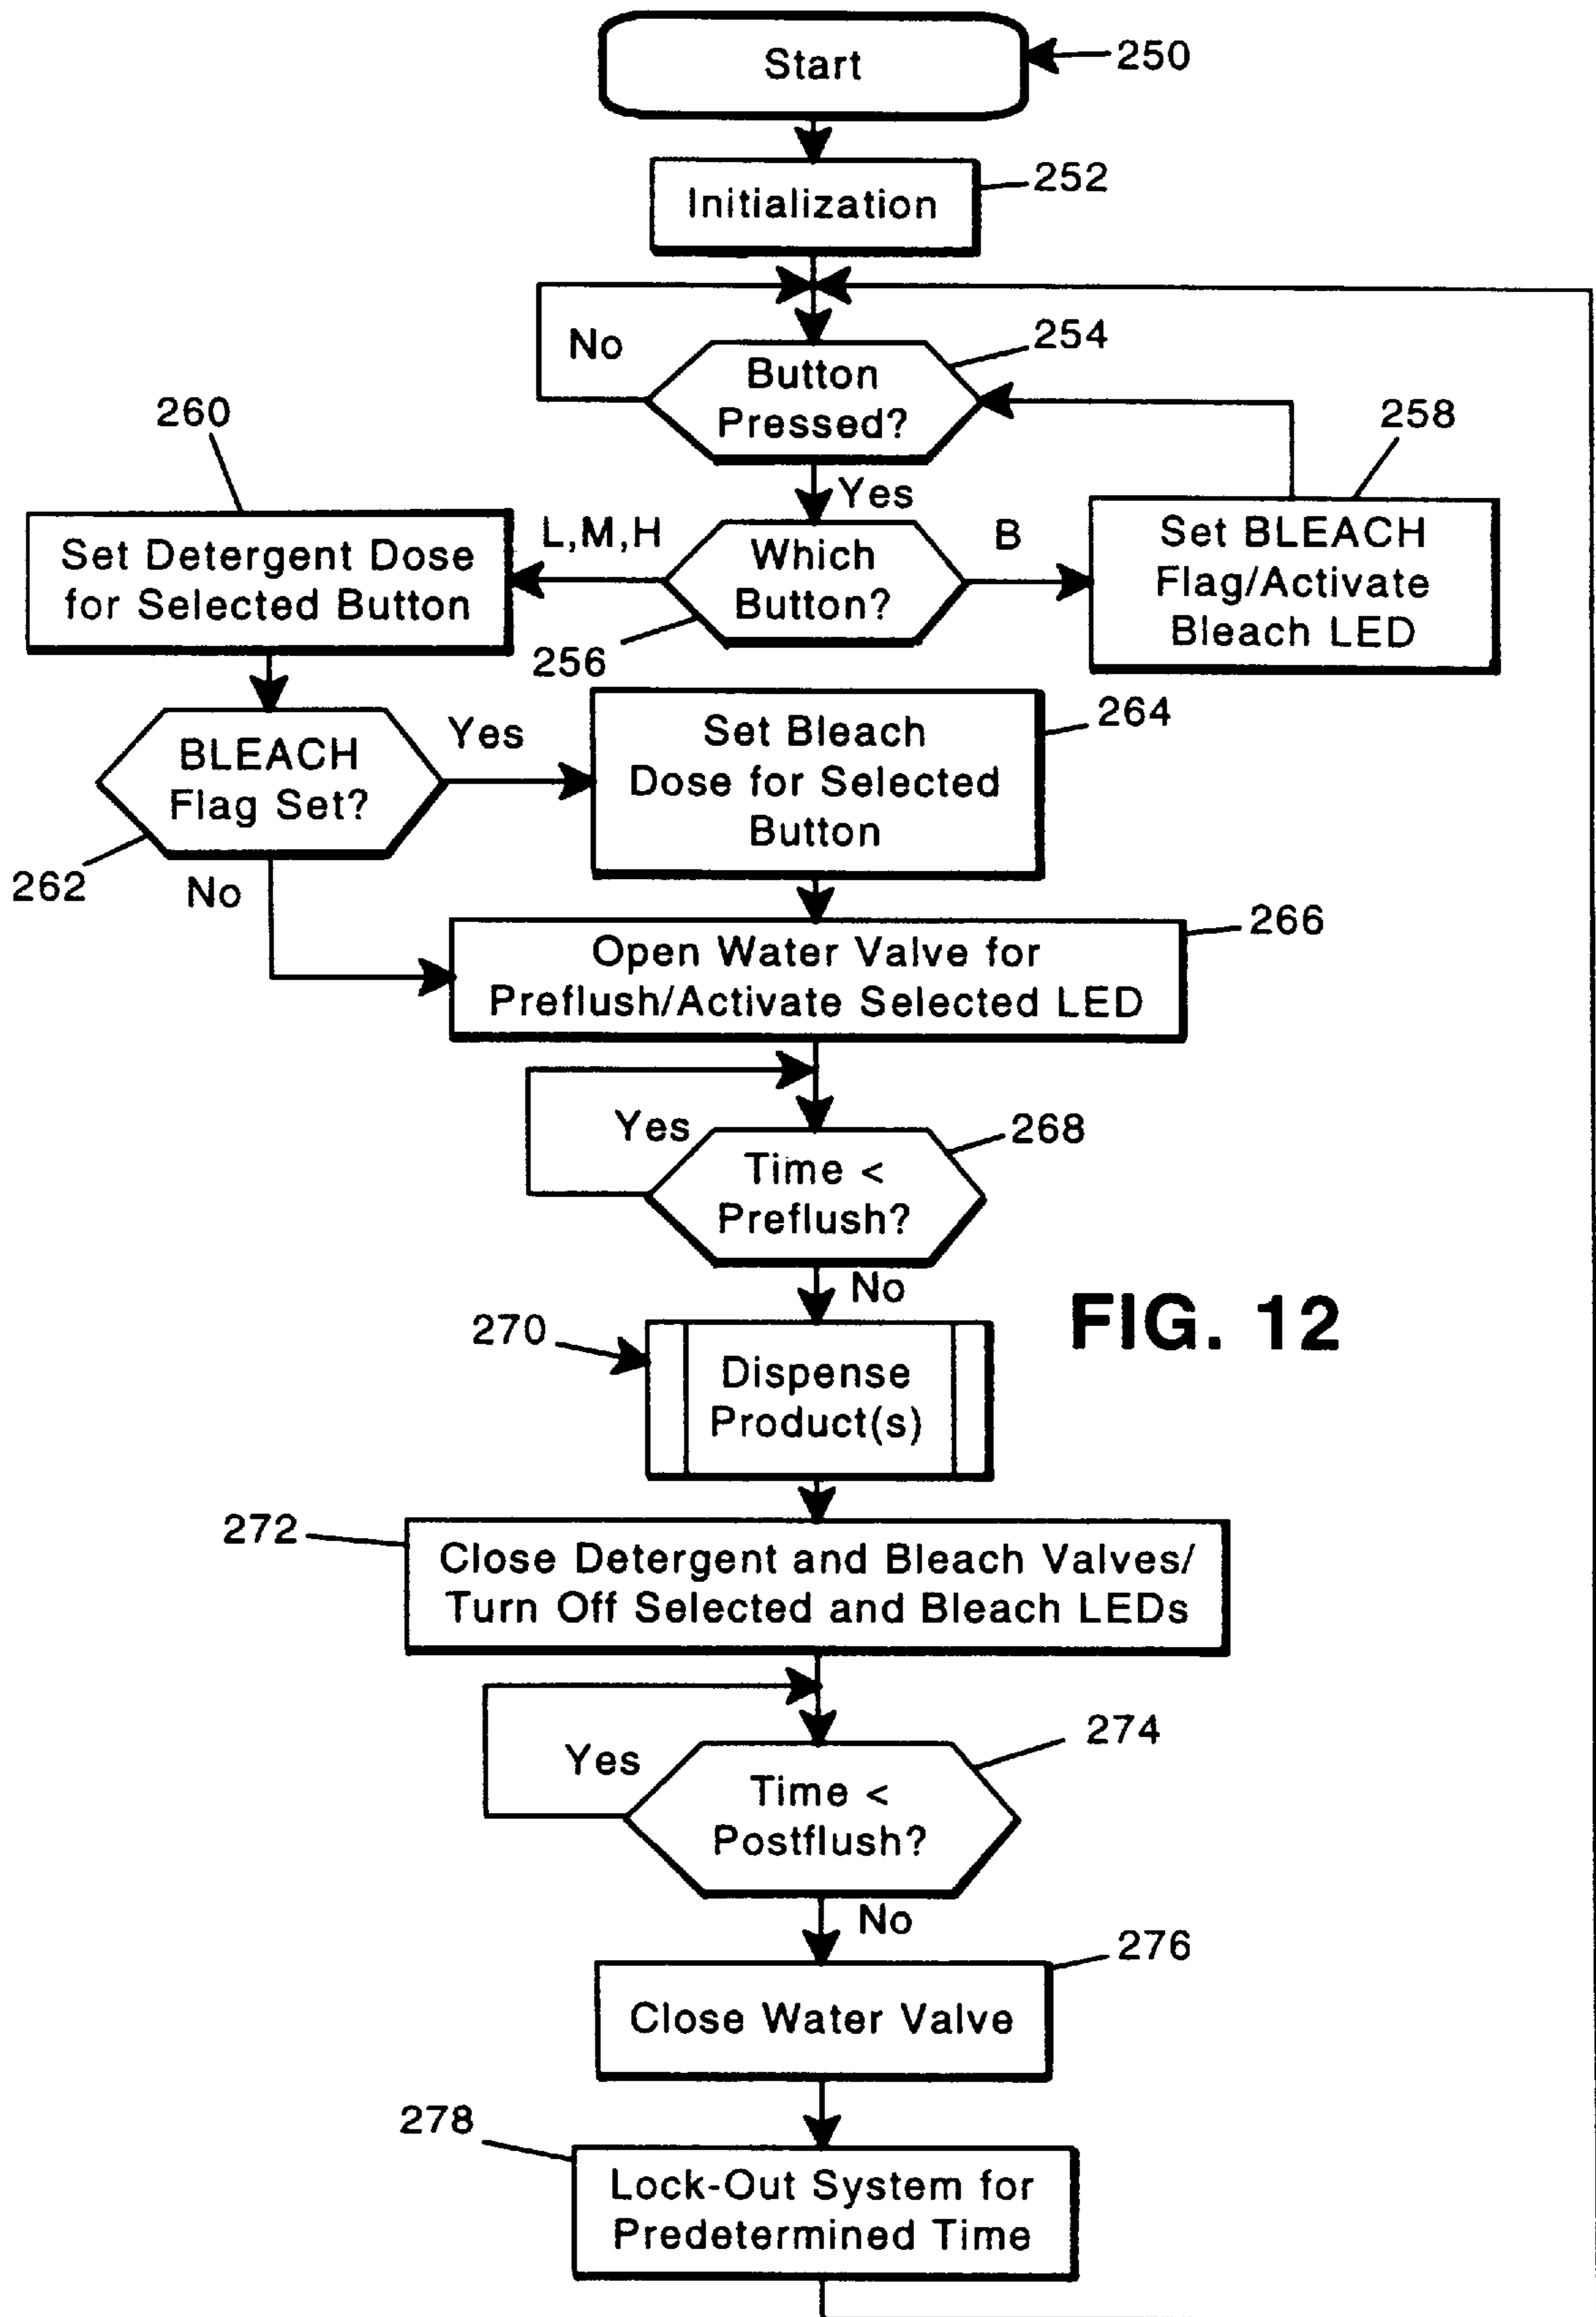 Start
250
Initialization
252
No
Button
Pressed?
254
260
258
Yes
Set Detergent Dose
for Selected Button
L,M,H
Which
Button?
B
Set BLEACH
Flag/Activate
Bleach LED
256
BLEACH
Flag Set?
Yes
Set Bleach
Dose for Selected
Button
264
262
No
Open Water Valve for
Preflush/Activate Selected LED
266
Yes
Time <
Preflush?
268
No
FIG. 12
270
Dispense
Product(s)
272
Close Detergent and Bleach Valves/
Turn Off Selected and Bleach LEDs
Yes
Time <
Postflush?
274
No
Close Water Valve
276
278
Lock-Out System for
Predetermined Time